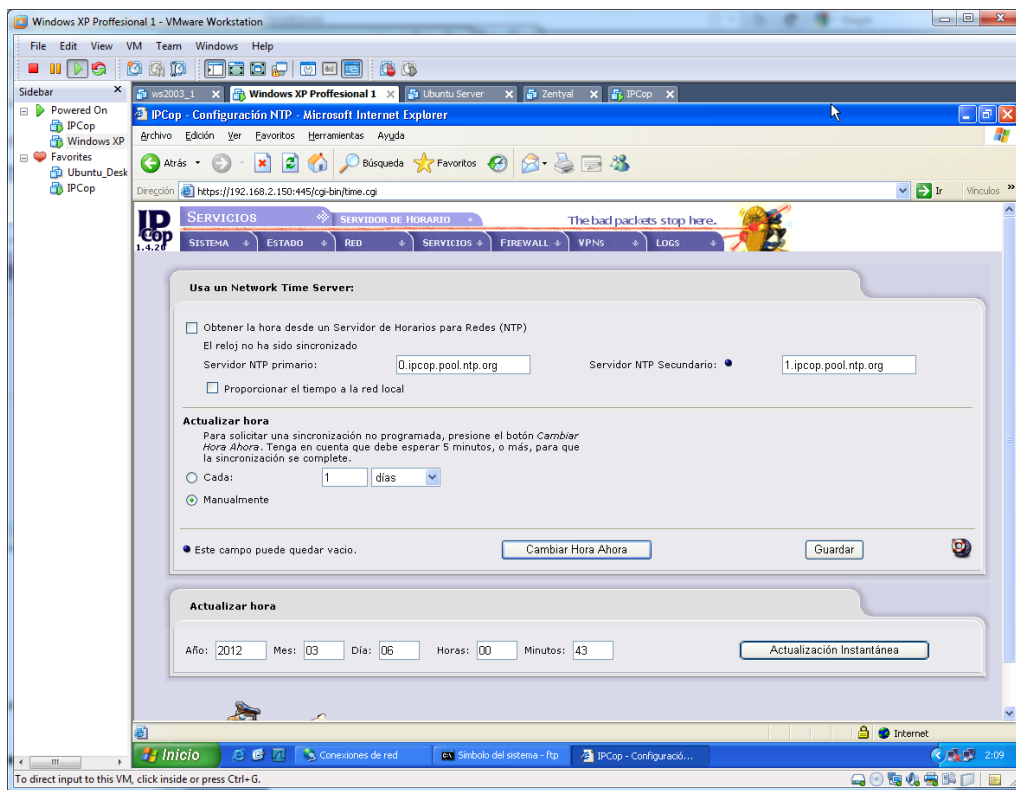 Windows XP Proffesional 1 - VMware Workstation
File Edit View VM Team Windows Help
Sidebar x
Powered On
IPCop
Windows XP
Favorites
Ubuntu_Desk
IPCop
ws2003_1 x Windows XP Proffesional 1 x Ubuntu Server x Zentyal x IPCop x
IPCop - Configuración NTP - Microsoft Internet Explorer
Archivo Edición Ver Favoritos Herramientas Ayuda
Atrás Búsqueda Favoritos
Dirección https://192.168.2.150:445/cgi-bin/time.cgi Ir Vínculos »
IP Cop 1.4.20
SERVICIOS SERVIDOR DE HORARIO The bad packets stop here.
SISTEMA ESTADO RED SERVICIOS FIREWALL VPNS LOGS
Usa un Network Time Server:
Obtener la hora desde un Servidor de Horarios para Redes (NTP)
El reloj no ha sido sincronizado
Servidor NTP primario: 0.ipcop.pool.ntp.org Servidor NTP Secundario: 1.ipcop.pool.ntp.org
Proporcionar el tiempo a la red local
Actualizar hora
Para solicitar una sincronización no programada, presione el botón Cambiar
Hora Ahora. Tenga en cuenta que debe esperar 5 minutos, o más, para que
la sincronización se complete.
Cada: 1 días
Manualmente
Este campo puede quedar vacio. Cambiar Hora Ahora Guardar
Actualizar hora
Año: 2012 Mes: 03 Día: 06 Horas: 00 Minutos: 43 Actualización Instantánea
Internet
Inicio Conexiones de red Símbolo del sistema - ftp IPCop - Configuració... 2:09
To direct input to this VM, click inside or press Ctrl+G.